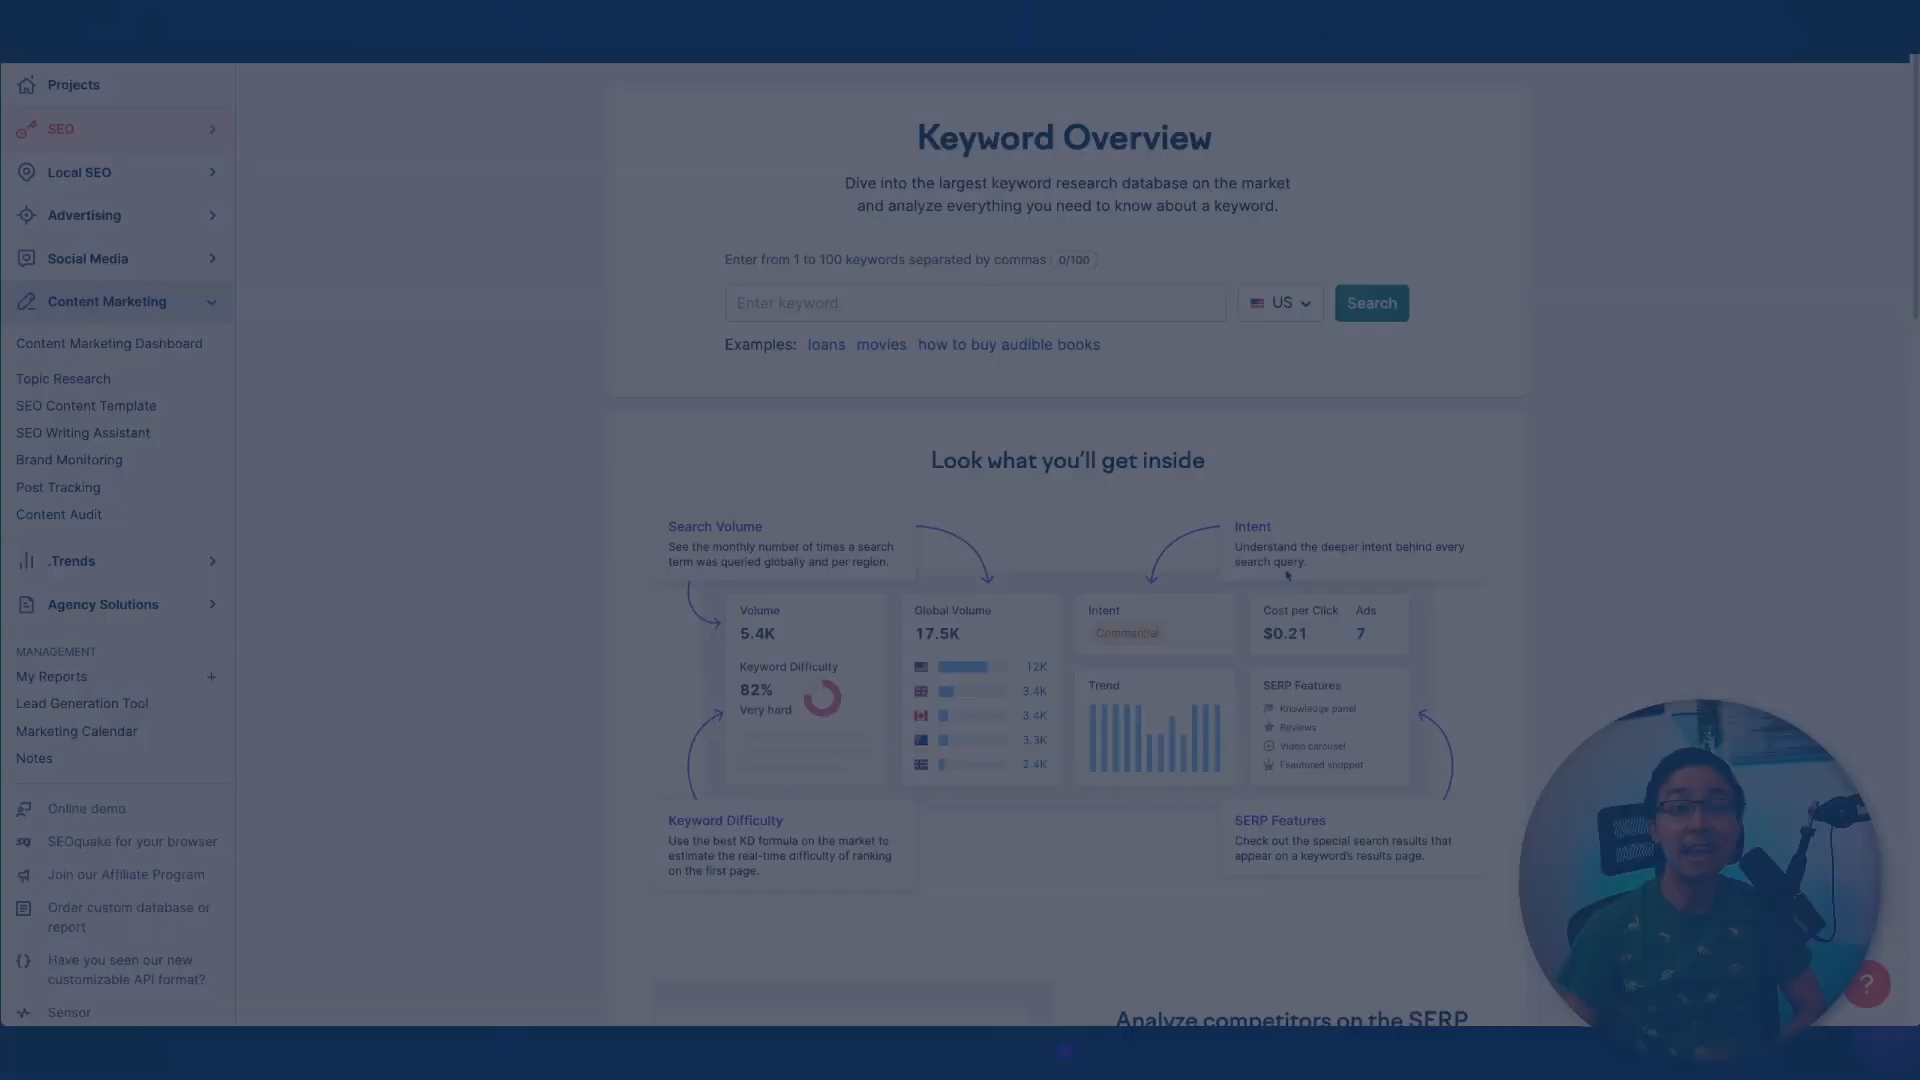 Projects
SEO
Local SEO
Advertising
Social Media
Content Marketing
Content Marketing Dashboard
Topic Research
SEO Content Template
SEO Writing Assistant
Brand Monitoring
Post Tracking
Content Audit
.Trends
Agency Solutions
MANAGEMENT
My Reports +
Lead Generation Tool
Marketing Calendar
Notes
Online demo
SEOquake for your browser
Join our Affiliate Program
Order custom database or
report
Have you seen our new
customizable API format?
Sensor
Keyword Overview
Dive into the largest keyword research database on the market
and analyze everything you need to know about a keyword.
Enter from 1 to 100 keywords separated by commas 0/100
Enter keyword
US
Search
Examples: loans movies how to buy audible books
Look what you'll get inside
Search Volume
See the monthly number of times a search
term was queried globally and per region.
Intent
Understand the deeper intent behind every
search query.
Volume
5.4K
Keyword Difficulty
82%
Very hard
Global Volume
17.5K
12K
3.4K
3.4K
3.3K
2.4K
Intent
Commercial
Trend
Cost per Click Ads
$0.21 7
SERP Features
Knowledge panel
Reviews
Video carousel
Feautured snippet
Keyword Difficulty
Use the best KD formula on the market to
estimate the real-time difficulty of ranking
on the first page.
SERP Features
Check out the special search results that
appear on a keyword's results page.
Analyze competitors on the SERP
?